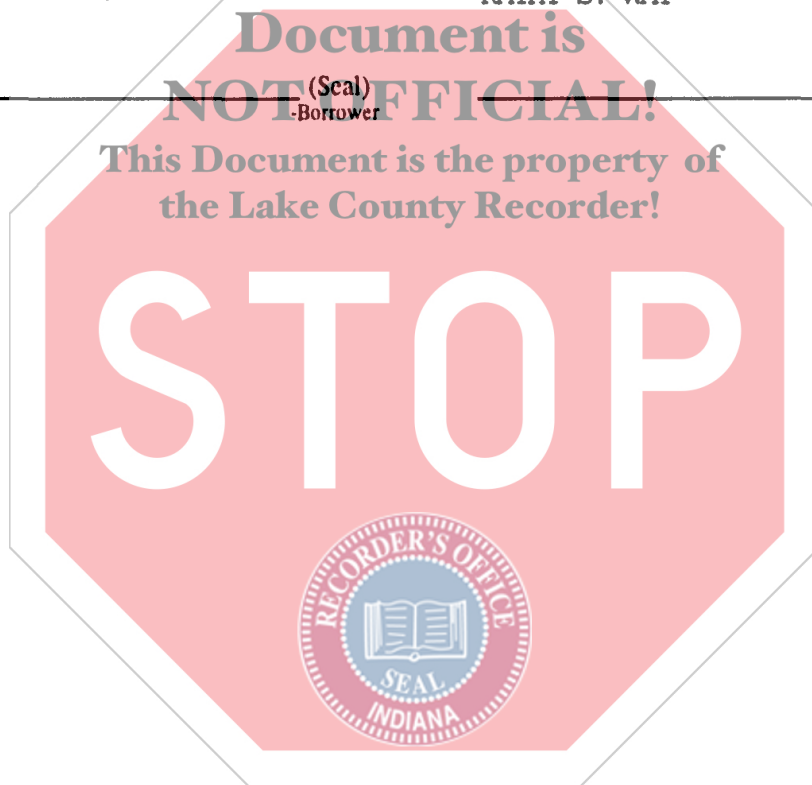 Document is
NOT OFFICIAL!
(Seal)
-Borrower
This Document is the property of
the Lake County Recorder!
STOP
RECORDER'S OFFICE
SEAL
INDIANA